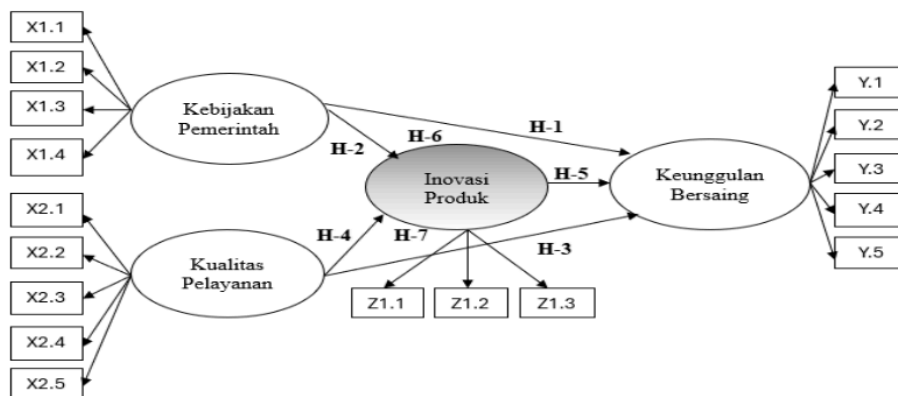 X1.1
X1.2
X1.3
X1.4
Kebijakan
Pemerintah
H-1
H-2
H-6
Inovasi
Produk
H-5
Keunggulan
Bersaing
Y.1
Y.2
Y.3
Y.4
Y.5
X2.1
X2.2
X2.3
X2.4
X2.5
Kualitas
Pelayanan
H-4
H-7
H-3
Z1.1
Z1.2
Z1.3